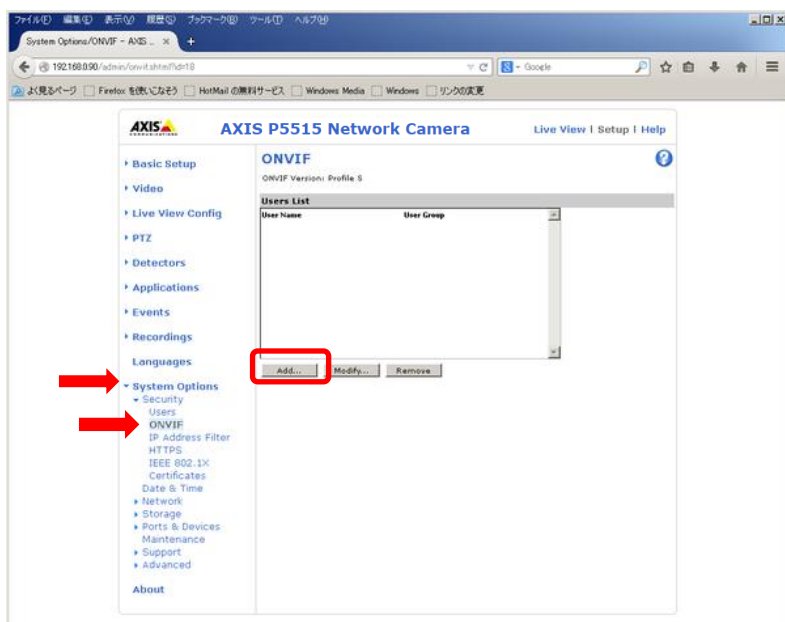 ファイル(F) 編集(E) 表示(V) 履歴(S) ブックマーク(B) ツール(T) ヘルプ(H)
System Options/ONVIF - AXIS ... × +
192.168.0.90/admin/onvif.shtml?id=18
Google
よく見るページ Firefox を使いこなそう HotMail の無料サービス Windows Media Windows リンクの変更
AXIS
COMMUNICATIONS
AXIS P5515 Network Camera
Live View | Setup | Help
Basic Setup
Video
Live View Config
PTZ
Detectors
Applications
Events
Recordings
Languages
System Options
Security
Users
ONVIF
IP Address Filter
HTTPS
IEEE 802.1X
Certificates
Date & Time
Network
Storage
Ports & Devices
Maintenance
Support
Advanced
About
ONVIF
ONVIF Version: Profile S
Users List
User Name User Group
Add... Modify... Remove